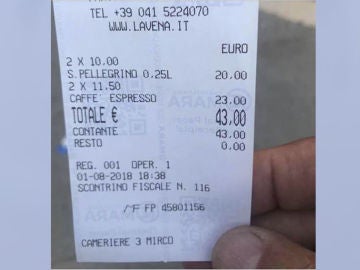 TEL +39 041 5224070
WWW.LAVENA.IT
EURO
2 X 10.00
S.PELLEGRINO 0.25L 20.00
2 X 11.50
CAFFE' ESPRESSO 23.00
TOTALE € 43.00
CONTANTE 43.00
RESTO 0.00
REG. 001 OPER. 1
01-08-2018 18:38
SCONTRINO FISCALE N. 116
MF FP 45801156
CAMERIERE 3 MIRCO